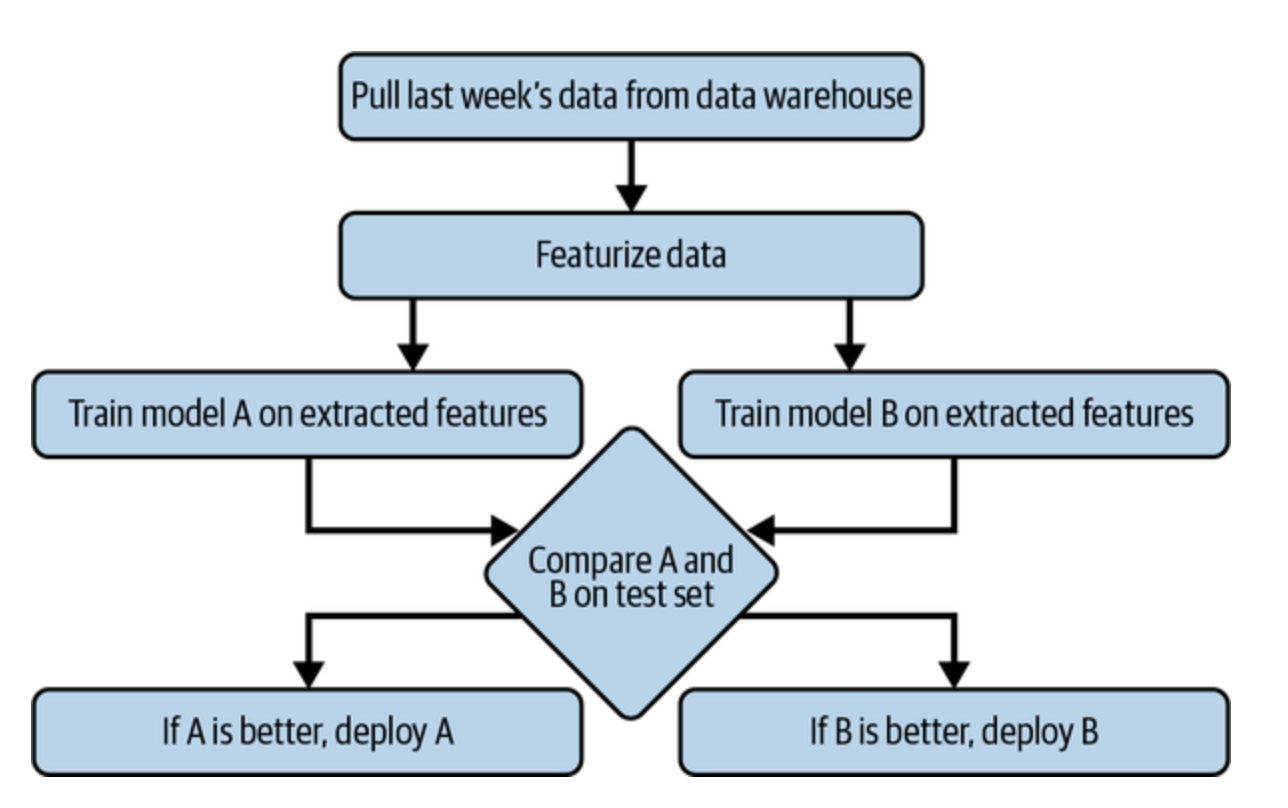 Pull last week’s data from data warehouse
Featurize data
Train model A on extracted features
Train model B on extracted features
Compare A and
B on test set
If A is better, deploy A
If B is better, deploy B